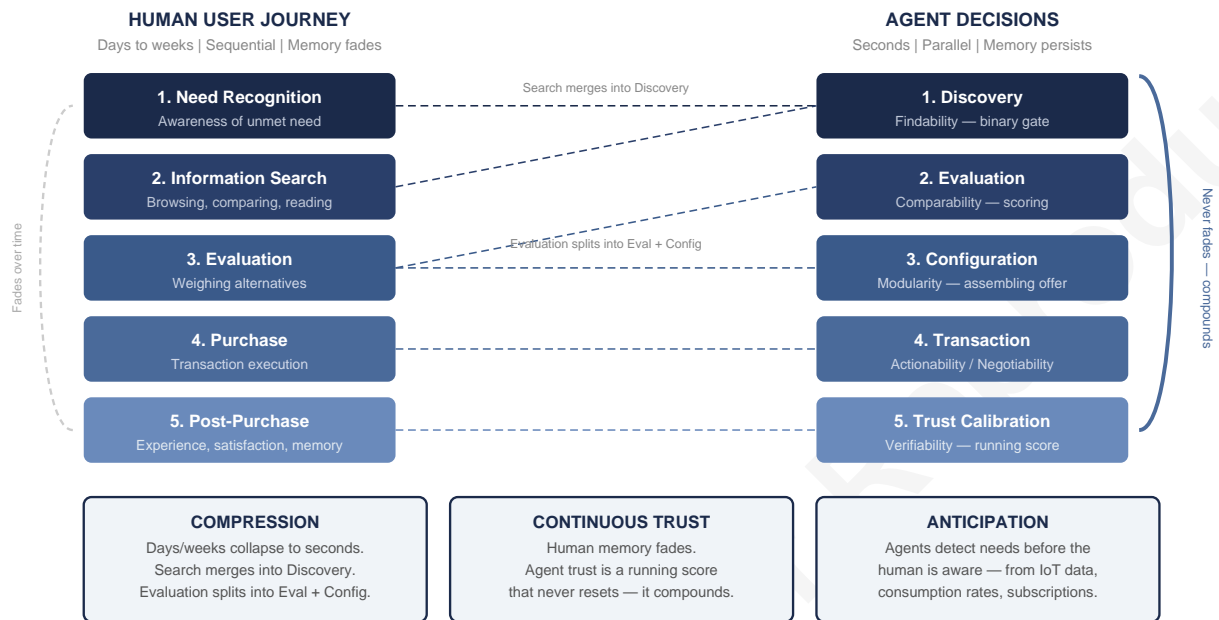 HUMAN USER JOURNEY
Days to weeks | Sequential | Memory fades
AGENT DECISIONS
Seconds | Parallel | Memory persists
1. Need Recognition
Awareness of unmet need
Search merges into Discovery
1. Discovery
Findability — binary gate
2. Information Search
Browsing, comparing, reading
2. Evaluation
Comparability — scoring
Fades over time
3. Evaluation
Weighing alternatives
Evaluation splits into Eval + Config
3. Configuration
Modularity — assembling offer
Never fades — compounds
4. Purchase
Transaction execution
4. Transaction
Actionability / Negotiability
5. Post-Purchase
Experience, satisfaction, memory
5. Trust Calibration
Verifiability — running score
COMPRESSION
Days/weeks collapse to seconds.
Search merges into Discovery.
Evaluation splits into Eval + Config.
CONTINUOUS TRUST
Human memory fades.
Agent trust is a running score
that never resets — it compounds.
ANTICIPATION
Agents detect needs before the
human is aware — from IoT data,
consumption rates, subscriptions.